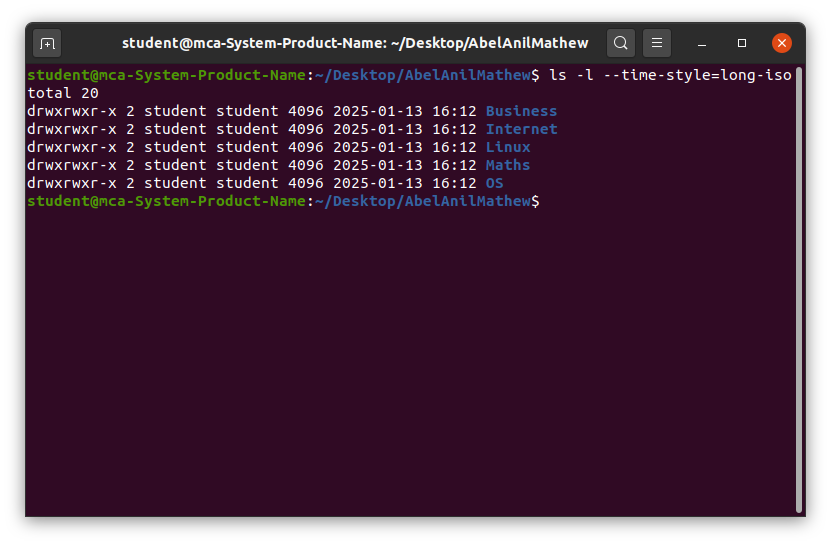 student@mca-System-Product-Name: ~/Desktop/AbelAnilMathew
student@mca-System-Product-Name:~/Desktop/AbelAnilMathew$ ls -l --time-style=long-iso
total 20
drwxrwxr-x 2 student student 4096 2025-01-13 16:12 Business
drwxrwxr-x 2 student student 4096 2025-01-13 16:12 Internet
drwxrwxr-x 2 student student 4096 2025-01-13 16:12 Linux
drwxrwxr-x 2 student student 4096 2025-01-13 16:12 Maths
drwxrwxr-x 2 student student 4096 2025-01-13 16:12 OS
student@mca-System-Product-Name:~/Desktop/AbelAnilMathew$